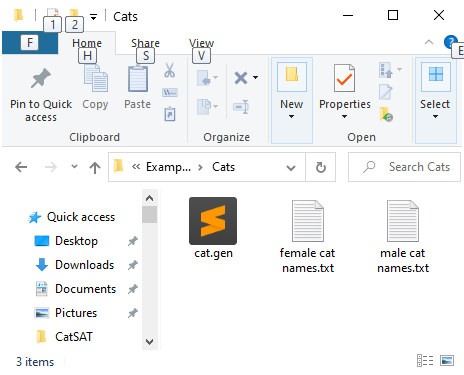 Cats
1
2
F
Home
Share
View
H
S
V
E
Pin to Quick
access
Copy
Paste
New
Properties
Select
Clipboard
Organize
Open
Examp... > Cats
Search Cats
Quick access
Desktop
Downloads
Documents
Pictures
CatSAT
cat.gen
female cat
names.txt
male cat
names.txt
3 items